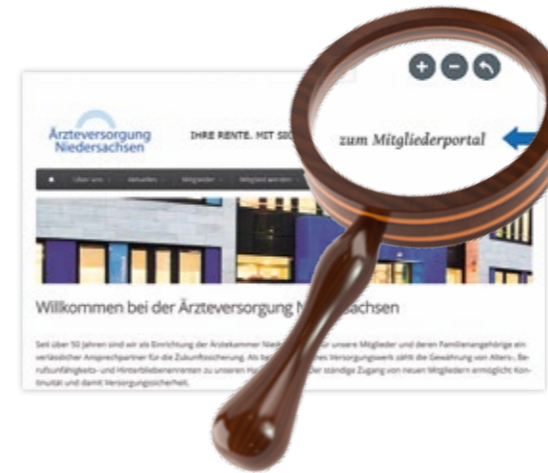 Ärzteversorgung
Niedersachsen
IHRE RENTE. MIT SIC
zum Mitgliederportal
Über uns
Aktuelles
Mitglieder
Mitglied werden
Willkommen bei der Ärzteversorgung N sachsen
Seit über 50 Jahren sind wir als Einrichtung der Ärztekammer Nied für unsere Mitglieder und deren Familienangehörige ein
verlässlicher Ansprechpartner für die Zukunftssicherung. Als be ches Versorgungswerk zählt die Gewährung von Alters-, Be-
rufsunfähigkeits- und Hinterbliebenenrenten zu unseren Ha Der ständige Zugang von neuen Mitgliedern ermöglicht Kon-
tinuität und damit Versorgungssicherheit.